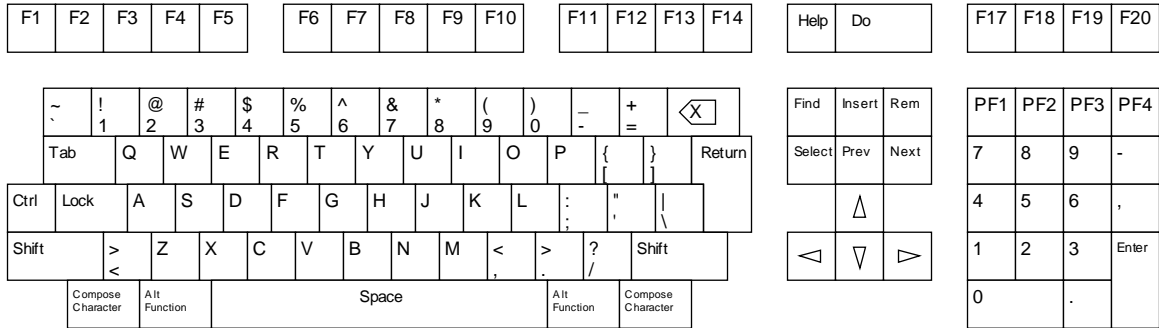 F1 F2 F3 F4 F5 F6 F7 F8 F9 F10 F11 F12 F13 F14 Help Do F17 F18 F19 F20
~ ! @ # $ % ^ & * ( ) _ + Find Insert Rem PF1 PF2 PF3 PF4
` 1 2 3 4 5 6 7 8 9 0 - = X
Tab Q W E R T Y U I O P { } Return Select Prev Next 7 8 9 -
[ ]
Ctrl Lock A S D F G H J K L : " | 4 5 6 ,
; ' \
Shift > Z X C V B N M < > ? Shift 1 2 3 Enter
< , . /
Compose Alt Space Alt Compose 0 .
Character Function Function Character